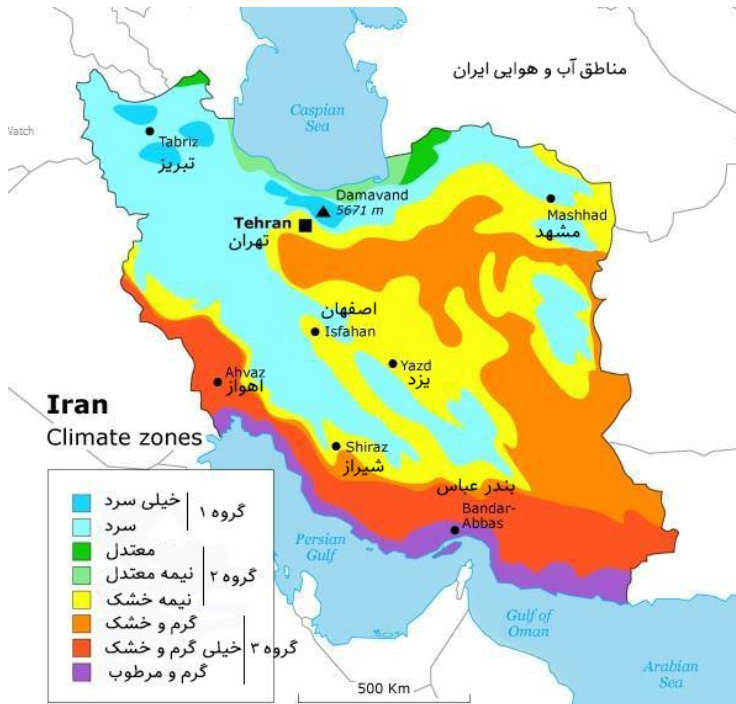 مناطق آب و هوایی ایران
Caspian
Sea
Watch
Tabriz
تبریز
Damavand
5671 m
Mashhad
مشهد
Tehran
تهران
اصفهان
Isfahan
Yazd
یزد
Ahvaz
اهواز
Iran
Climate zones
Shiraz
شیراز
بندر عباس
Bandar-
Abbas
Persian
Gulf
Gulf of
Oman
Arabian
Sea
خیلی سرد
سرد
گروه ۱
معتدل
نیمه معتدل
نیمه خشک
گروه ۲
گرم و خشک
خیلی گرم و خشک
گرم و مرطوب
گروه ۳
500 Km